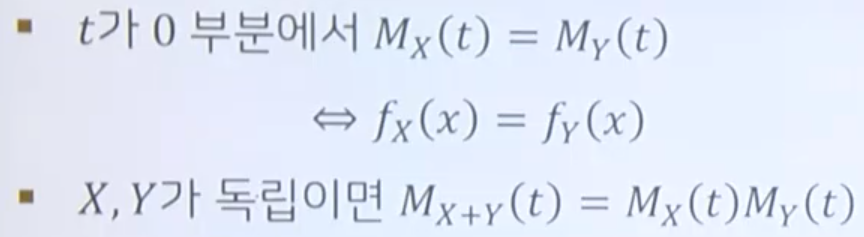 ▪ t가 0 부분에서 M_X(t) = M_Y(t)
⇔ f_X(x) = f_Y(x)
▪ X, Y가 독립이면 M_{X+Y}(t) = M_X(t)M_Y(t)